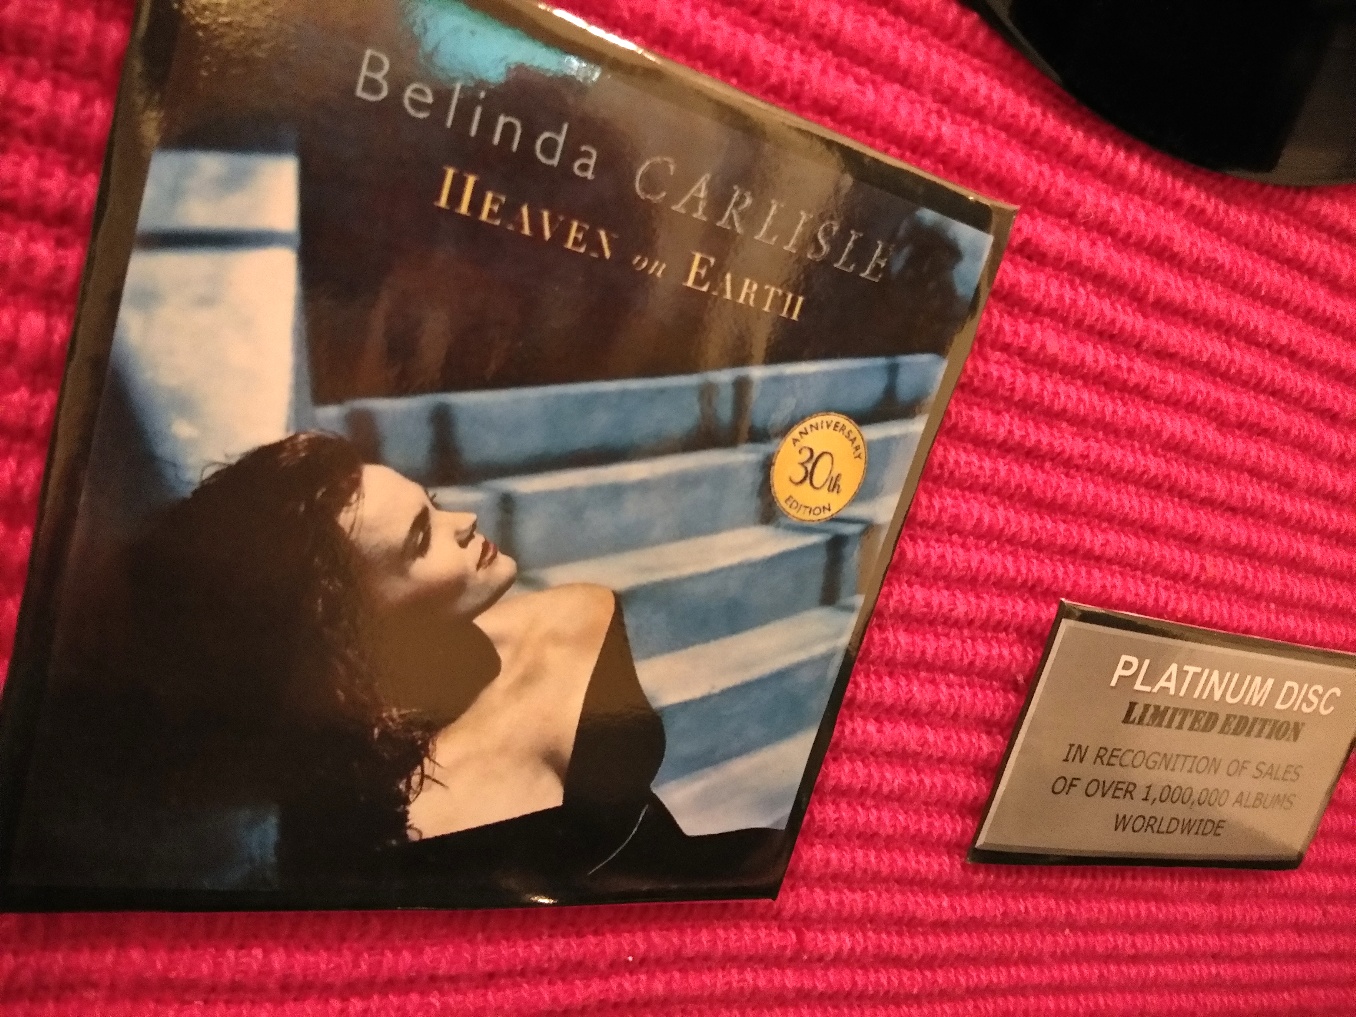 Belinda CARLISLE
HEAVEN on EARTH
ANNIVERSARY
30th
EDITION
PLATINUM DISC
LIMITED EDITION
IN RECOGNITION OF SALES
OF OVER 1,000,000 ALBUMS
WORLDWIDE